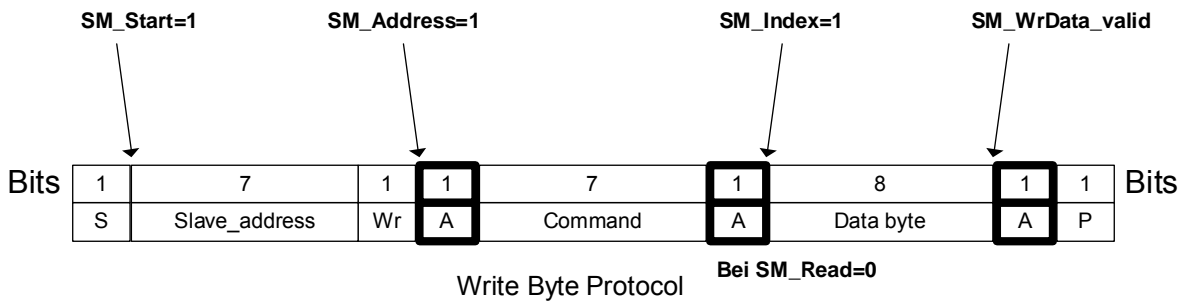 SM_Start=1 SM_Address=1 SM_Index=1 SM_WrData_valid
Bits 1 7 1 1 7 1 8 1 1 Bits
S Slave_address Wr A Command A Data byte A P
Bei SM_Read=0
Write Byte Protocol